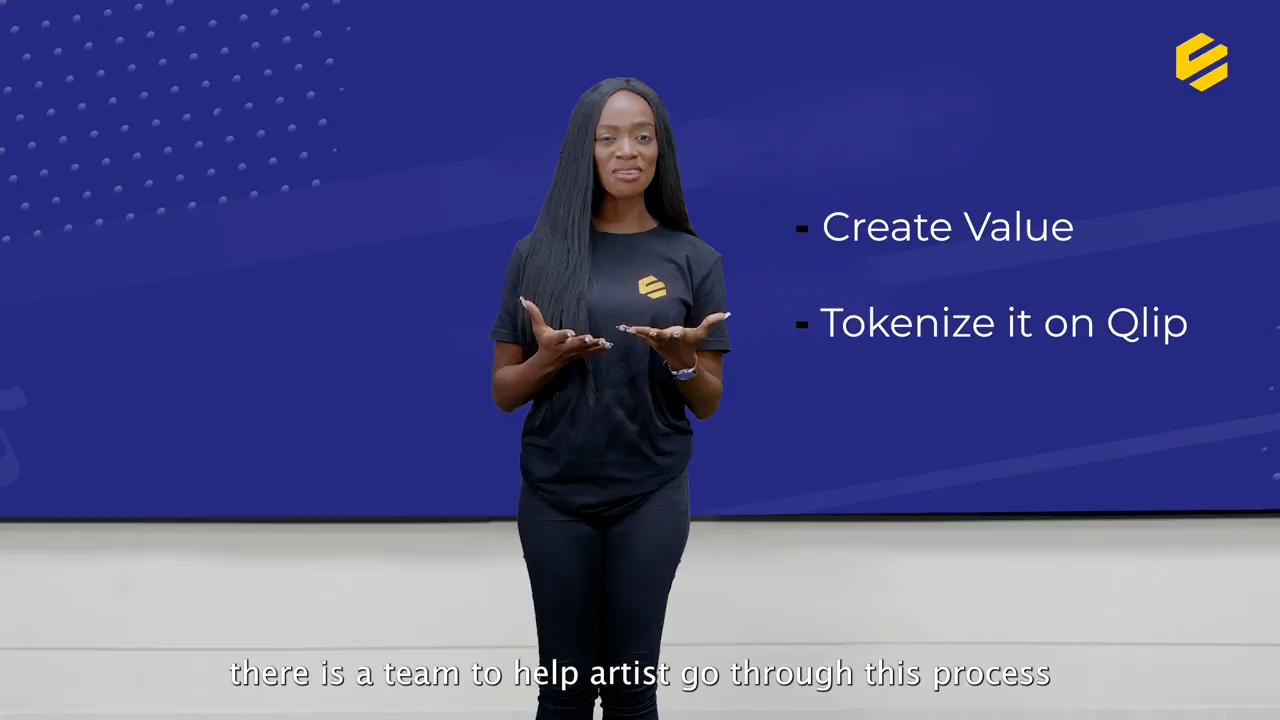 - Create Value
- Tokenize it on Qlip
there is a team to help artist go through this process